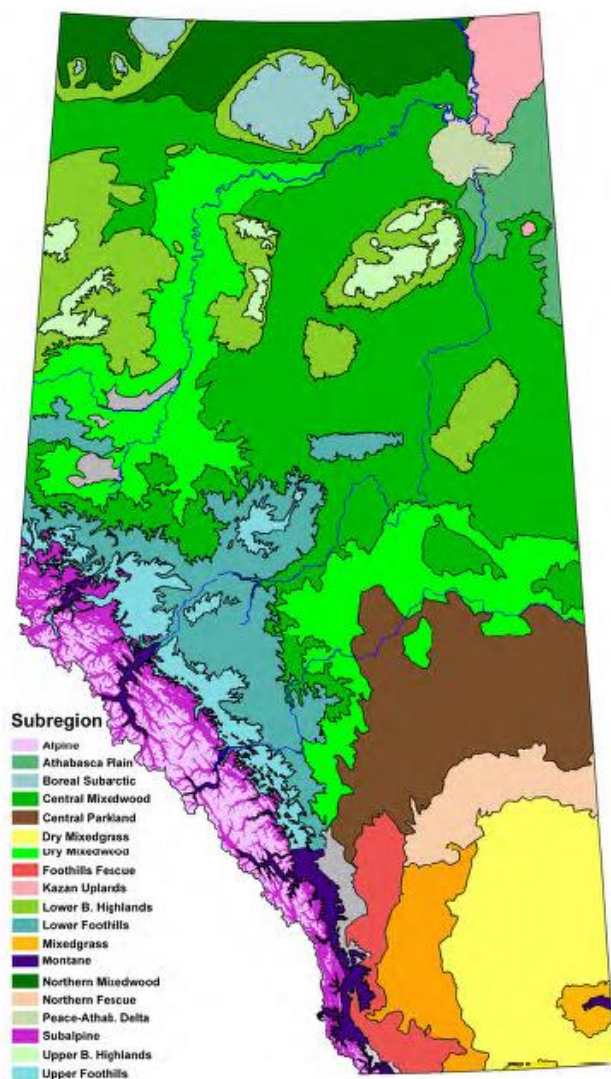 Subregion
Alpine
Athabasca Plain
Boreal Subarctic
Central Mixedwood
Central Parkland
Dry Mixedgrass
Dry Mixedwood
Foothills Fescue
Kazan Uplands
Lower B. Highlands
Lower Foothills
Mixedgrass
Montane
Northern Mixedwood
Northern Fescue
Peace-Athab. Delta
Subalpine
Upper B. Highlands
Upper Foothills